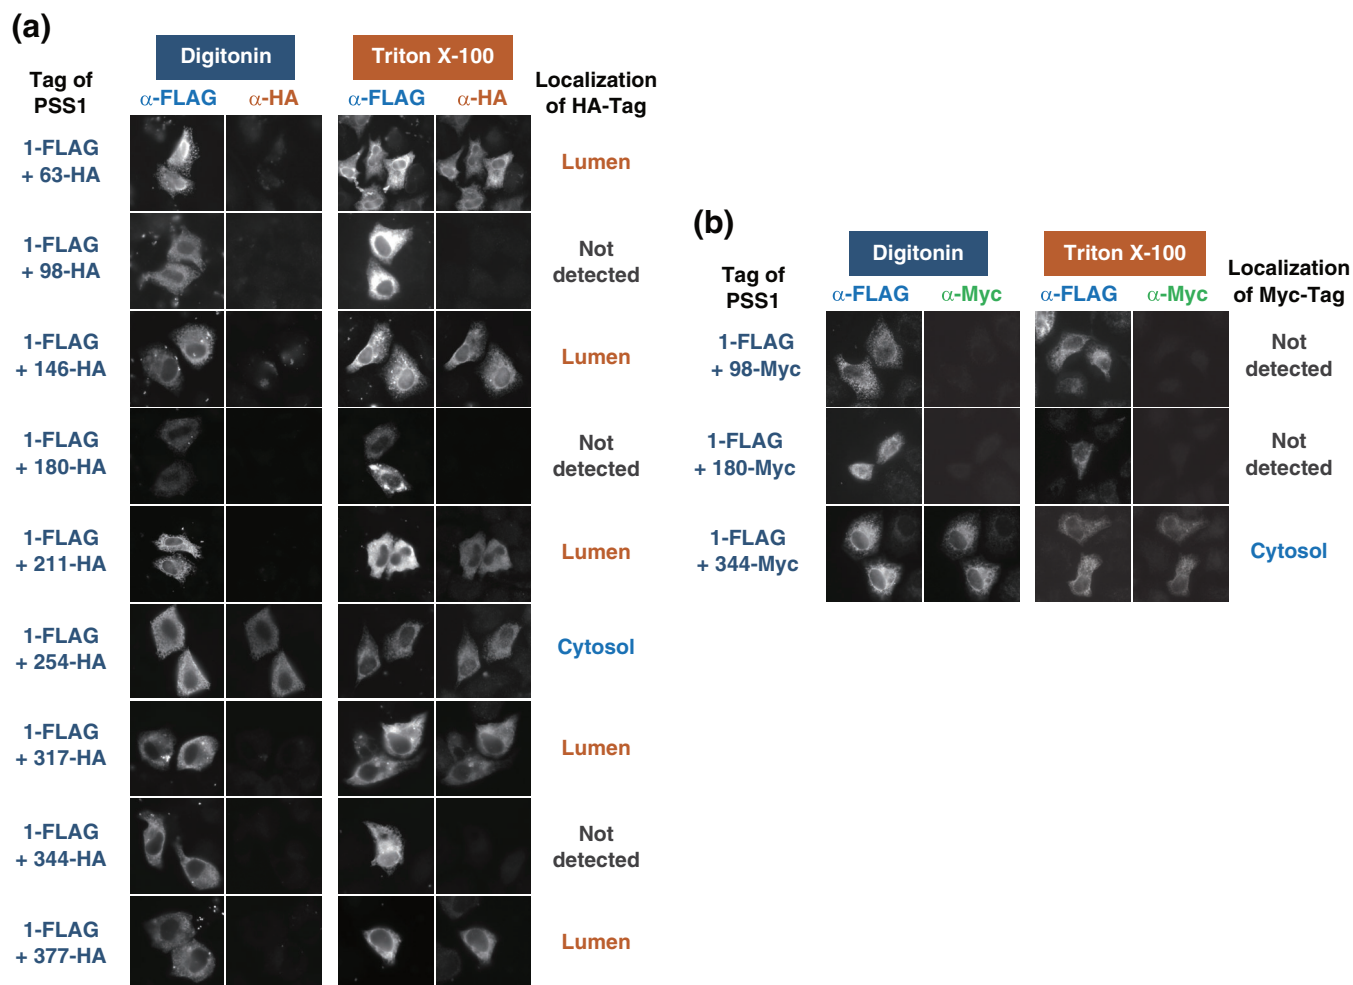 (a)
Digitonin
Triton X-100
Tag of
PSS1
α-FLAG
α-HA
α-FLAG
α-HA
Localization
of HA-Tag
1-FLAG
+ 63-HA
Lumen
1-FLAG
+ 98-HA
Not
detected
1-FLAG
+ 146-HA
Lumen
1-FLAG
+ 180-HA
Not
detected
1-FLAG
+ 211-HA
Lumen
1-FLAG
+ 254-HA
Cytosol
1-FLAG
+ 317-HA
Lumen
1-FLAG
+ 344-HA
Not
detected
1-FLAG
+ 377-HA
Lumen
(b)
Digitonin
Triton X-100
Tag of
PSS1
α-FLAG
α-Myc
α-FLAG
α-Myc
Localization
of Myc-Tag
1-FLAG
+ 98-Myc
Not
detected
1-FLAG
+ 180-Myc
Not
detected
1-FLAG
+ 344-Myc
Cytosol